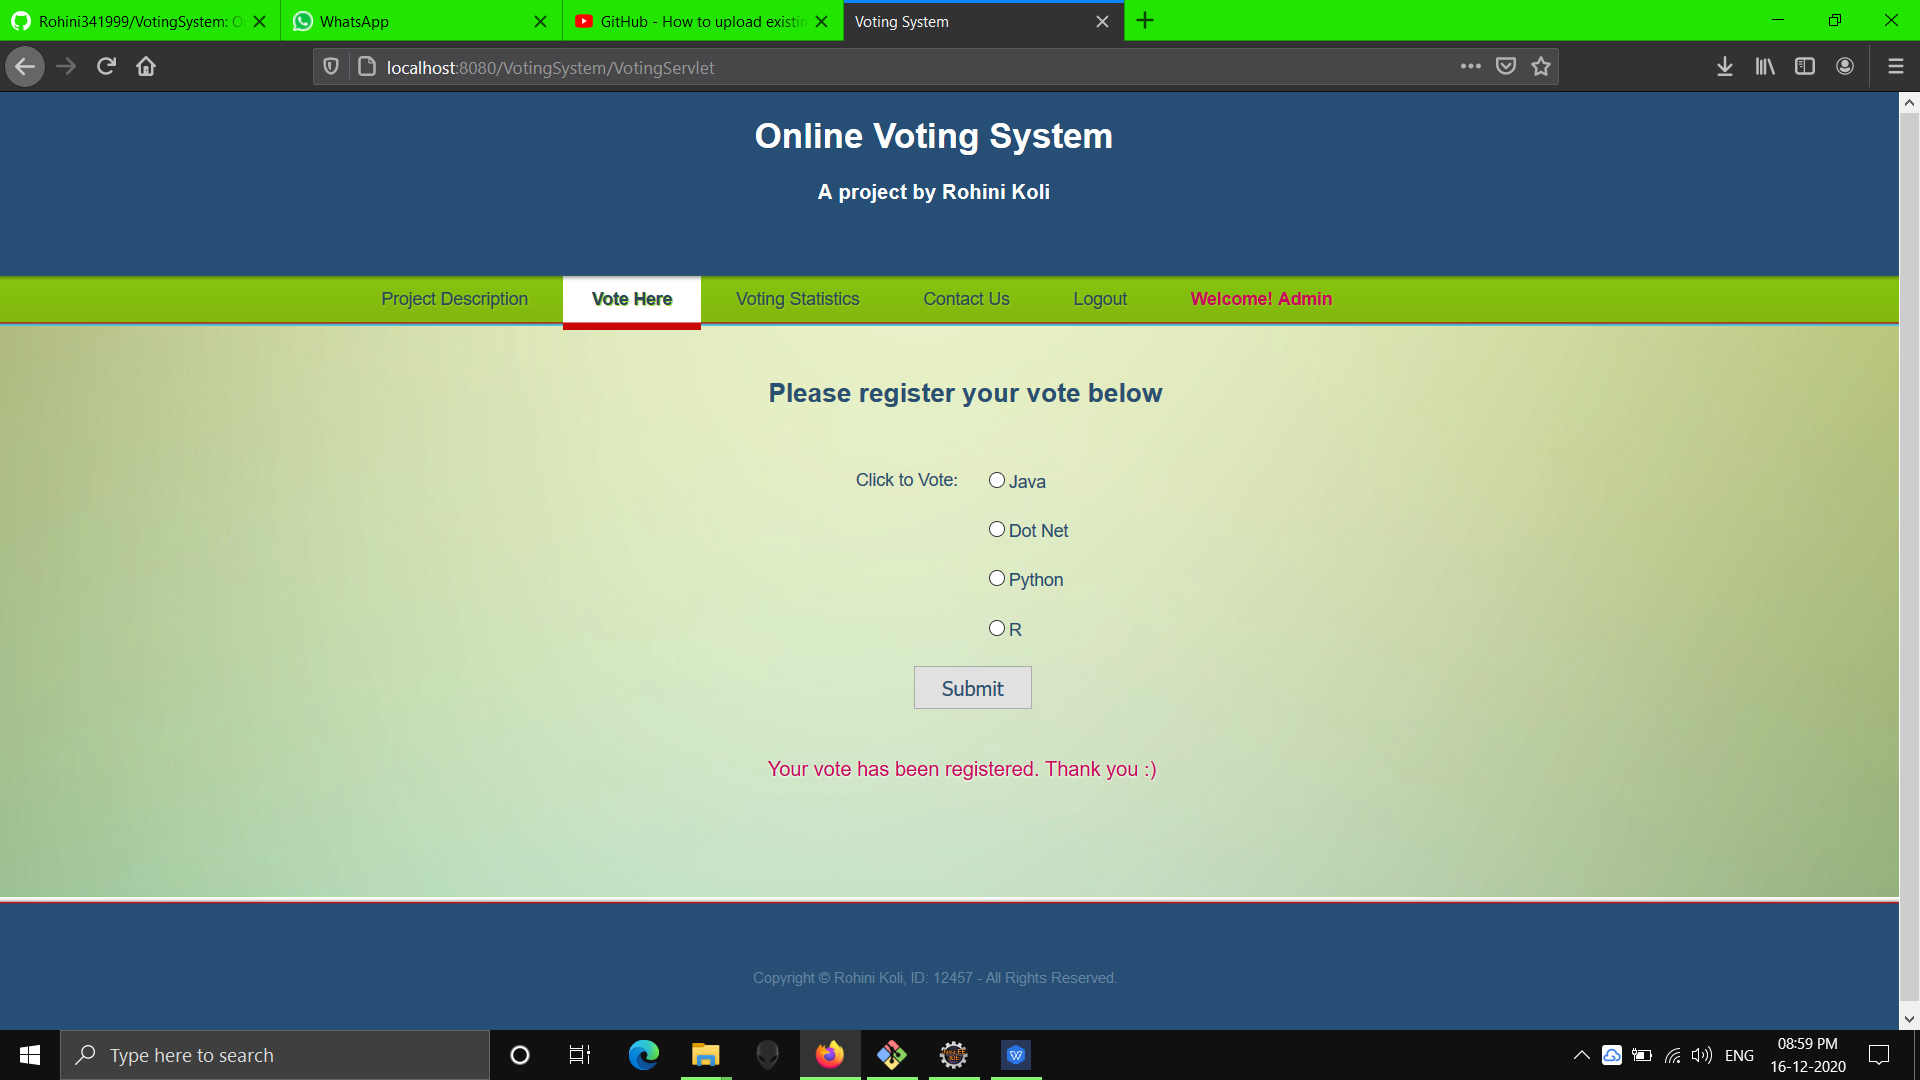 Rohini341999/VotingSystem: O
WhatsApp
GitHub - How to upload existin
Voting System
localhost:8080/VotingSystem/VotingServlet
Online Voting System
A project by Rohini Koli
Project Description
Vote Here
Voting Statistics
Contact Us
Logout
Welcome! Admin
Please register your vote below
Click to Vote:
Java
Dot Net
Python
R
Submit
Your vote has been registered. Thank you :)
Copyright © Rohini Koli, ID: 12457 - All Rights Reserved.
Type here to search
ENG
08:59 PM
16-12-2020